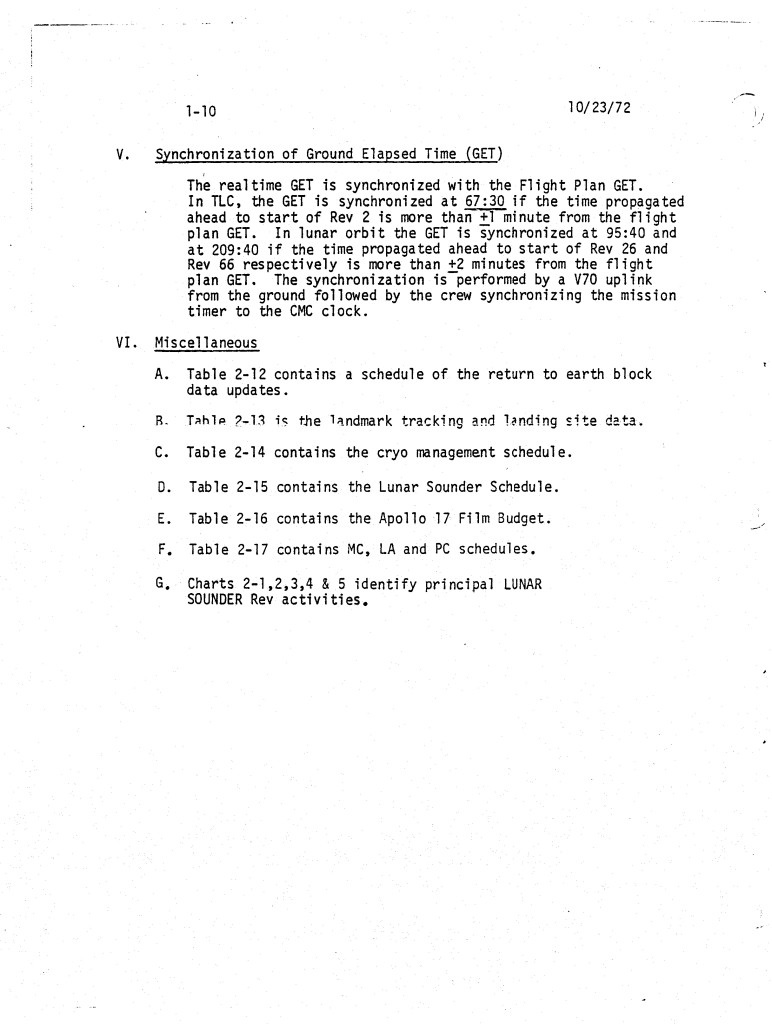 1-10 10/23/72
V. Synchronization of Ground Elapsed Time (GET)
The realtime GET is synchronized with the Flight Plan GET.
In TLC, the GET is synchronized at 67:30 if the time propagated
ahead to start of Rev 2 is more than ±1 minute from the flight
plan GET. In lunar orbit the GET is synchronized at 95:40 and
at 209:40 if the time propagated ahead to start of Rev 26 and
Rev 66 respectively is more than ±2 minutes from the flight
plan GET. The synchronization is performed by a V70 uplink
from the ground followed by the crew synchronizing the mission
timer to the CMC clock.
VI. Miscellaneous
A. Table 2-12 contains a schedule of the return to earth block
data updates.
B. Table 2-13 is the landmark tracking and landing site data.
C. Table 2-14 contains the cryo management schedule.
D. Table 2-15 contains the Lunar Sounder Schedule.
E. Table 2-16 contains the Apollo 17 Film Budget.
F. Table 2-17 contains MC, LA and PC schedules.
G. Charts 2-1,2,3,4 & 5 identify principal LUNAR
SOUNDER Rev activities.